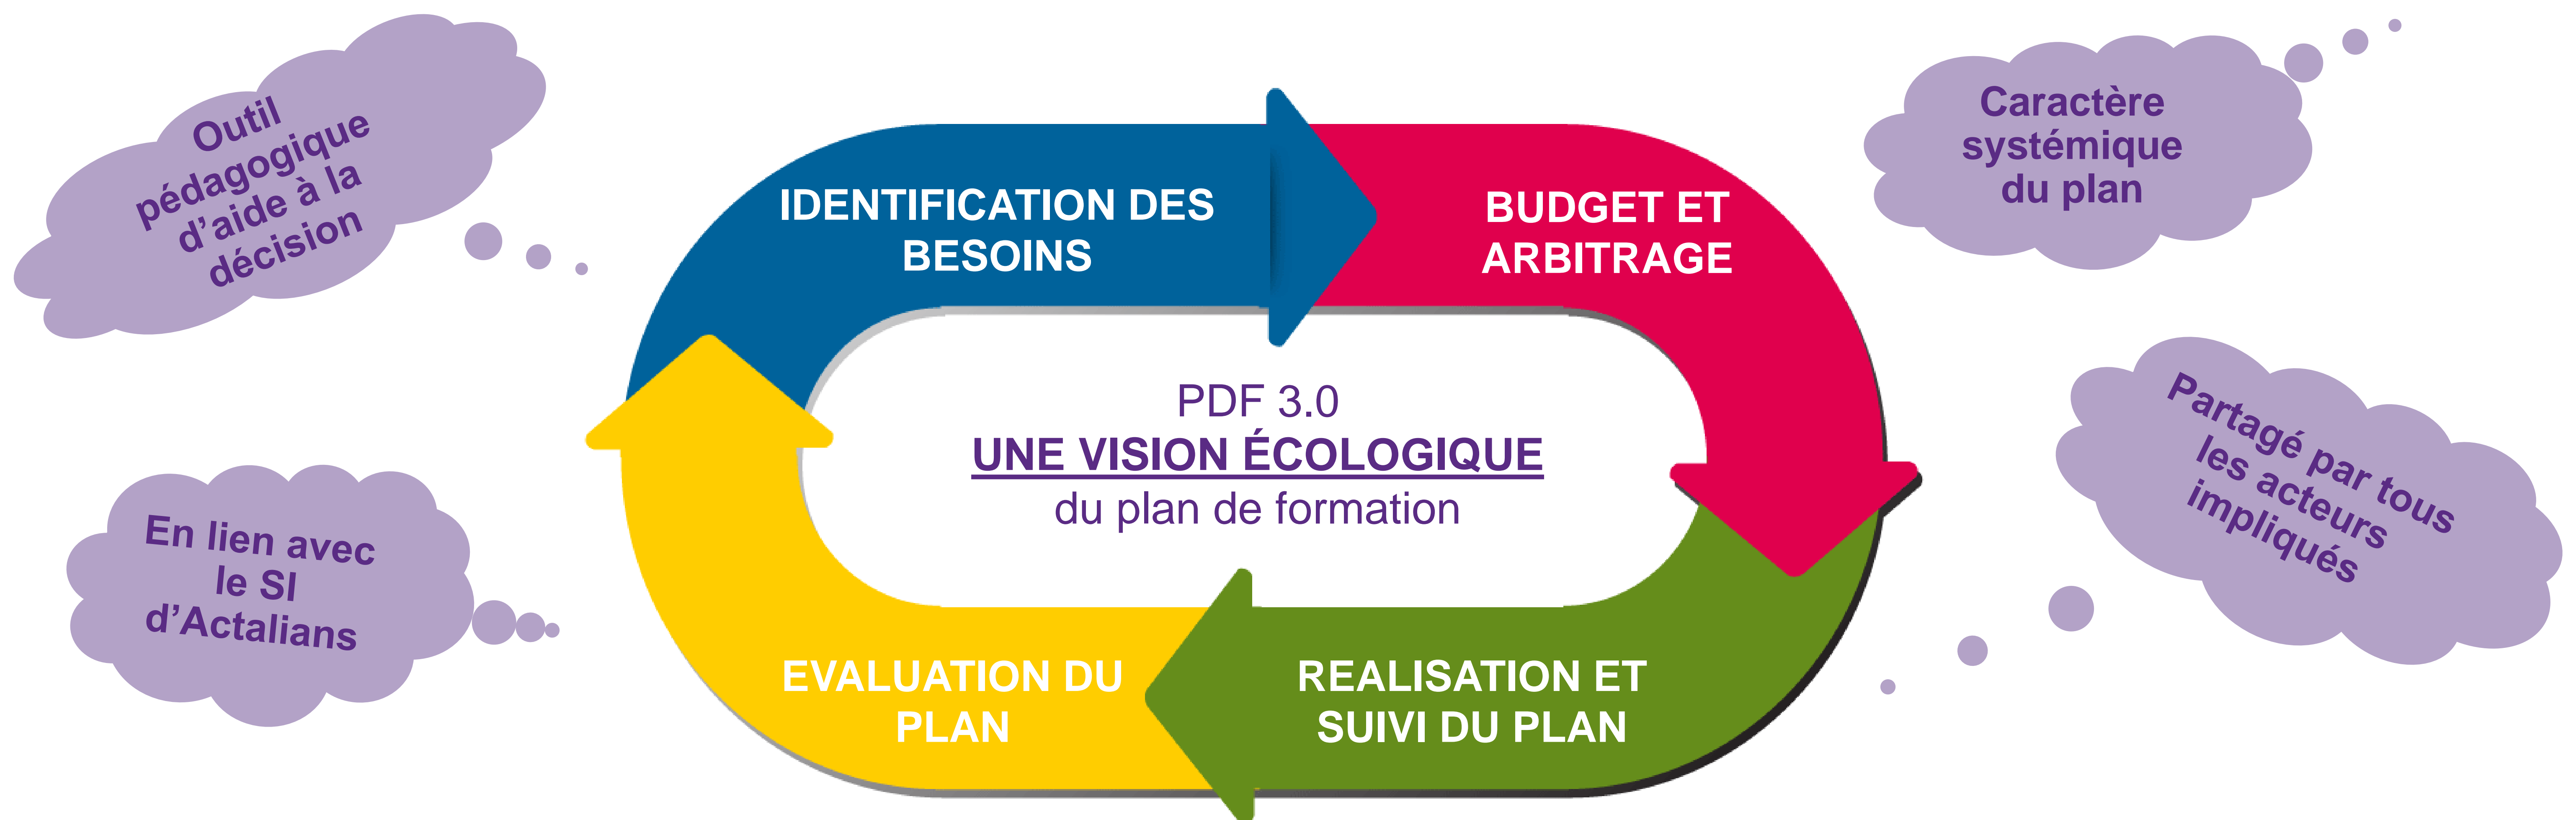 Outil
pédagogique
d’aide à la
décision
IDENTIFICATION DES
BESOINS
BUDGET ET
ARBITRAGE
Caractère
systémique
du plan
PDF 3.0
UNE VISION ÉCOLOGIQUE
du plan de formation
Partagé par tous
les acteurs
impliqués
En lien avec
le SI
d’Actalians
EVALUATION DU
PLAN
REALISATION ET
SUIVI DU PLAN